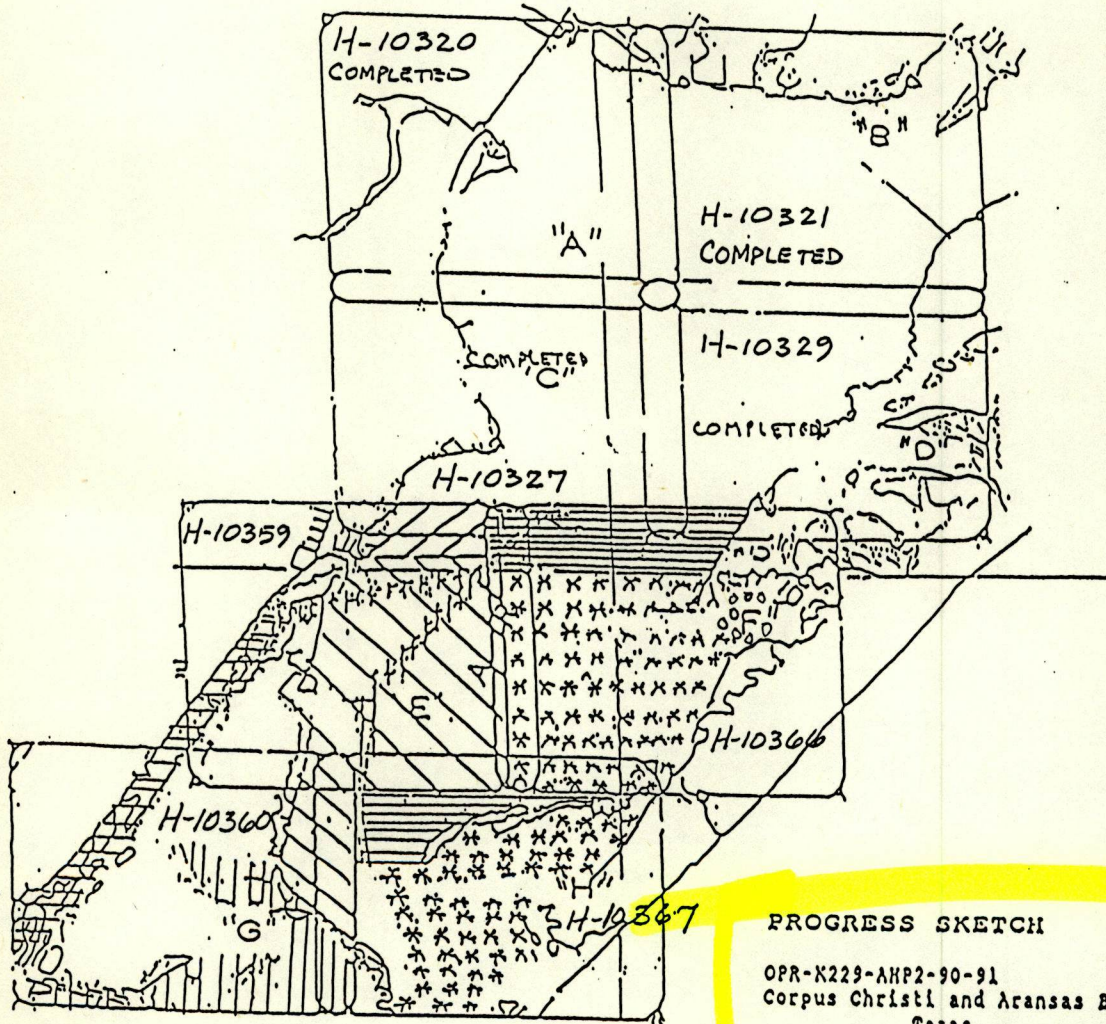 H-10320
COMPLETED
"B"
H-10321
COMPLETED
"A"
H-10329
COMPLETED
"C"
COMPLETED
"D"
H-10327
H-10359
"F"
E
H-10366
H-10360
"H"
H-10367
"G"
PROGRESS SKETCH
OPR-K229-AHP2-90-91
Corpus Christi and Aransas B